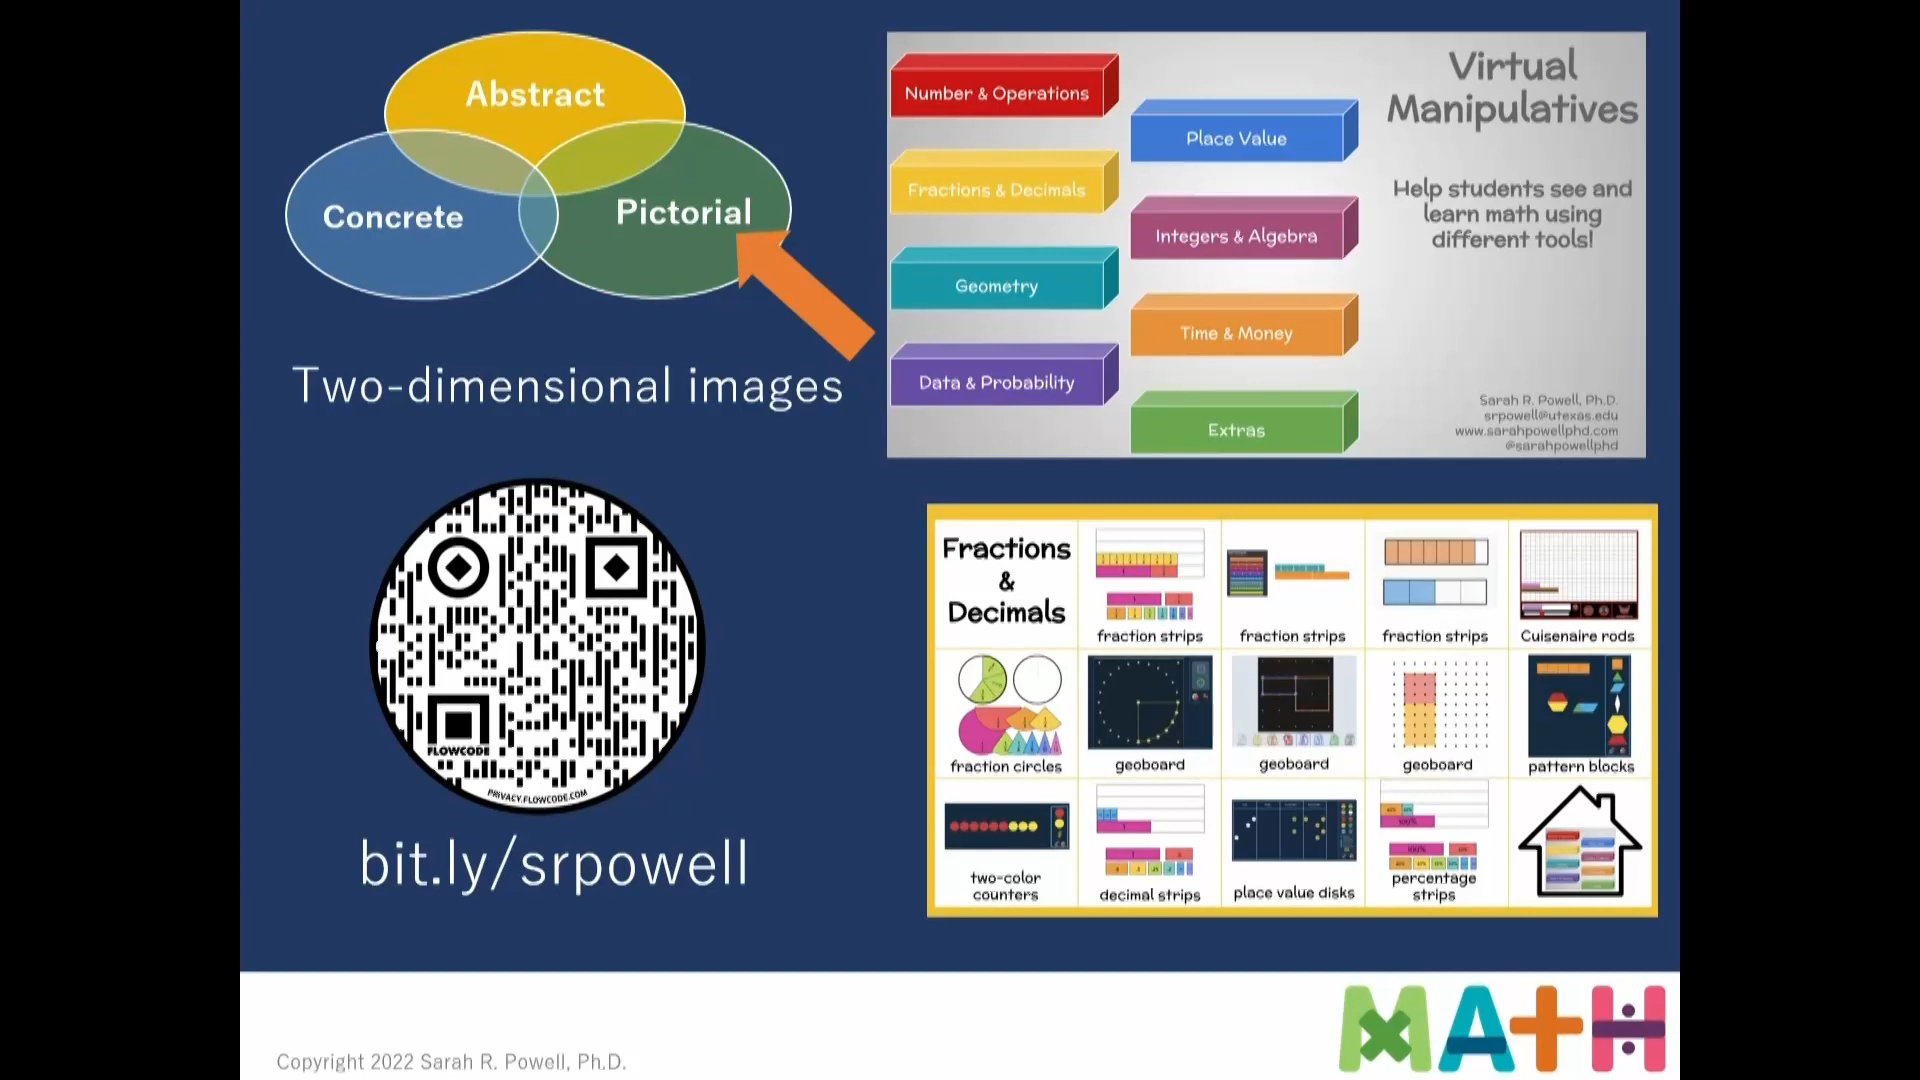 Abstract
Concrete
Pictorial
Two-dimensional images
FLOWCODE
PRIVACY.FLOWCODE.COM
bit.ly/srpowell
Number & Operations
Fractions & Decimals
Geometry
Data & Probability
Place Value
Integers & Algebra
Time & Money
Extras
Virtual
Manipulatives
Help students see and
learn math using
different tools!
Sarah R. Powell, Ph.D.
srpowell@utexas.edu
www.sarahpowellphd.com
@sarahpowellphd
Fractions
&
Decimals
fraction strips
fraction strips
fraction strips
Cuisenaire rods
fraction circles
geoboard
geoboard
geoboard
pattern blocks
two-color
counters
decimal strips
place value disks
100%
100%
percentage
strips
Copyright 2022 Sarah R. Powell, Ph.D.
MATH